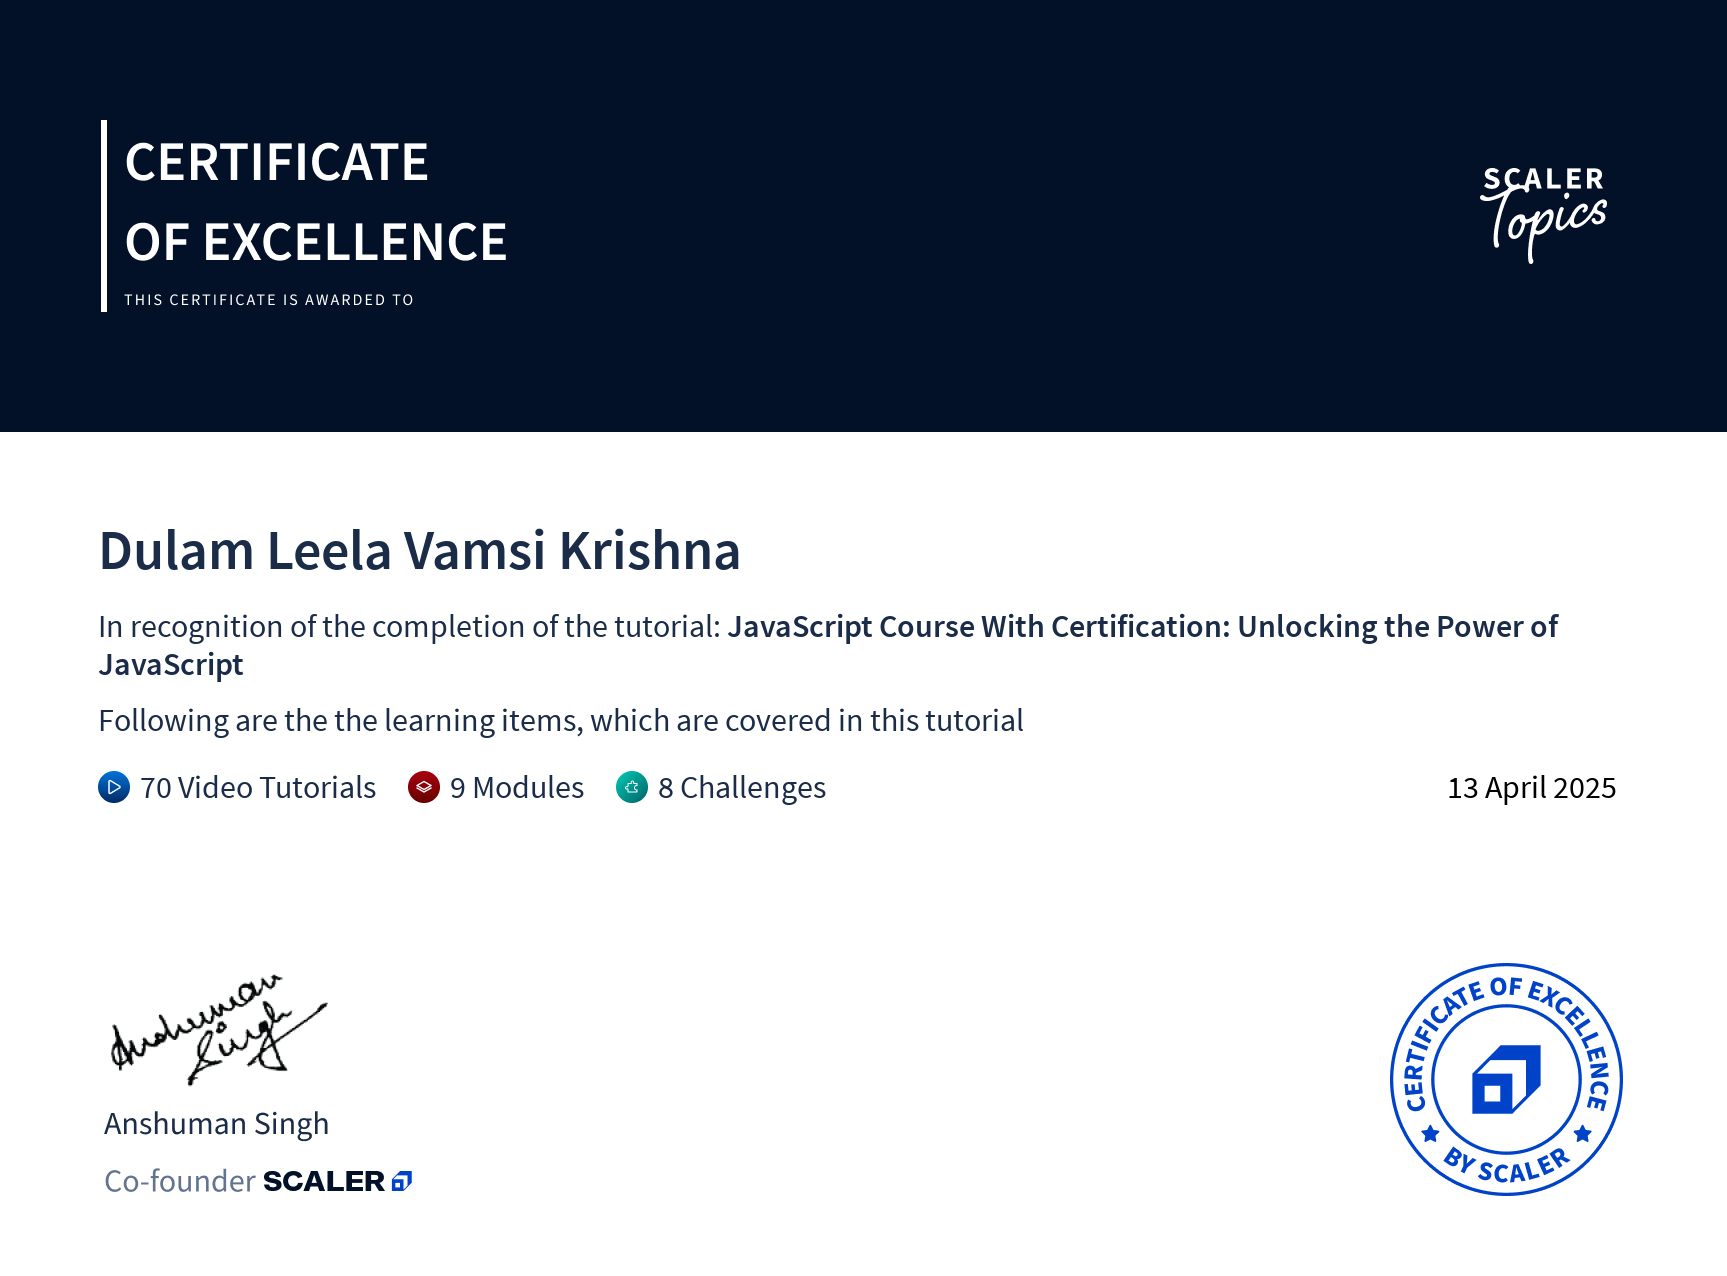 CERTIFICATE
OF EXCELLENCE
THIS CERTIFICATE IS AWARDED TO
SCALER
Topics
Dulam Leela Vamsi Krishna
In recognition of the completion of the tutorial: JavaScript Course With Certification: Unlocking the Power of
JavaScript
Following are the the learning items, which are covered in this tutorial
70 Video Tutorials 9 Modules 8 Challenges 13 April 2025
Anshuman
Singh
Anshuman Singh
Co-founder SCALER
CERTIFICATE OF EXCELLENCE
BY SCALER